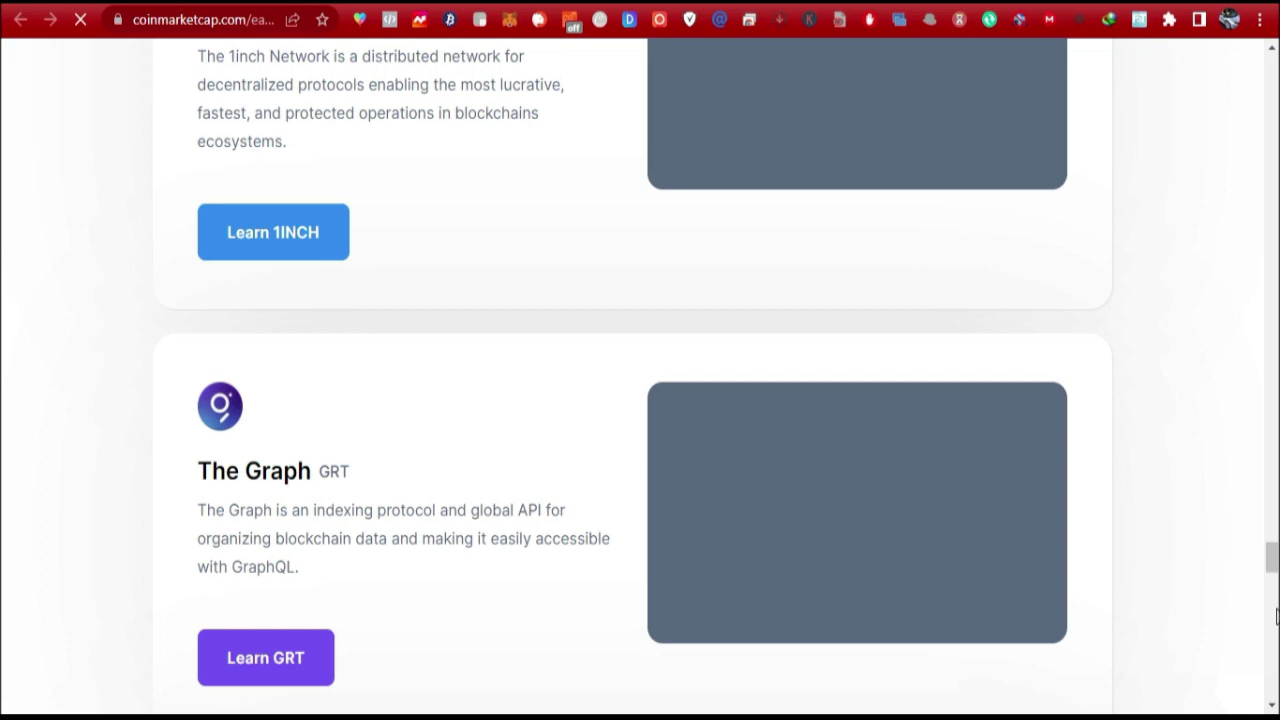 coinmarketcap.com/ea...
off
The 1inch Network is a distributed network for
decentralized protocols enabling the most lucrative,
fastest, and protected operations in blockchains
ecosystems.
Learn 1INCH
The Graph GRT
The Graph is an indexing protocol and global API for
organizing blockchain data and making it easily accessible
with GraphQL.
Learn GRT